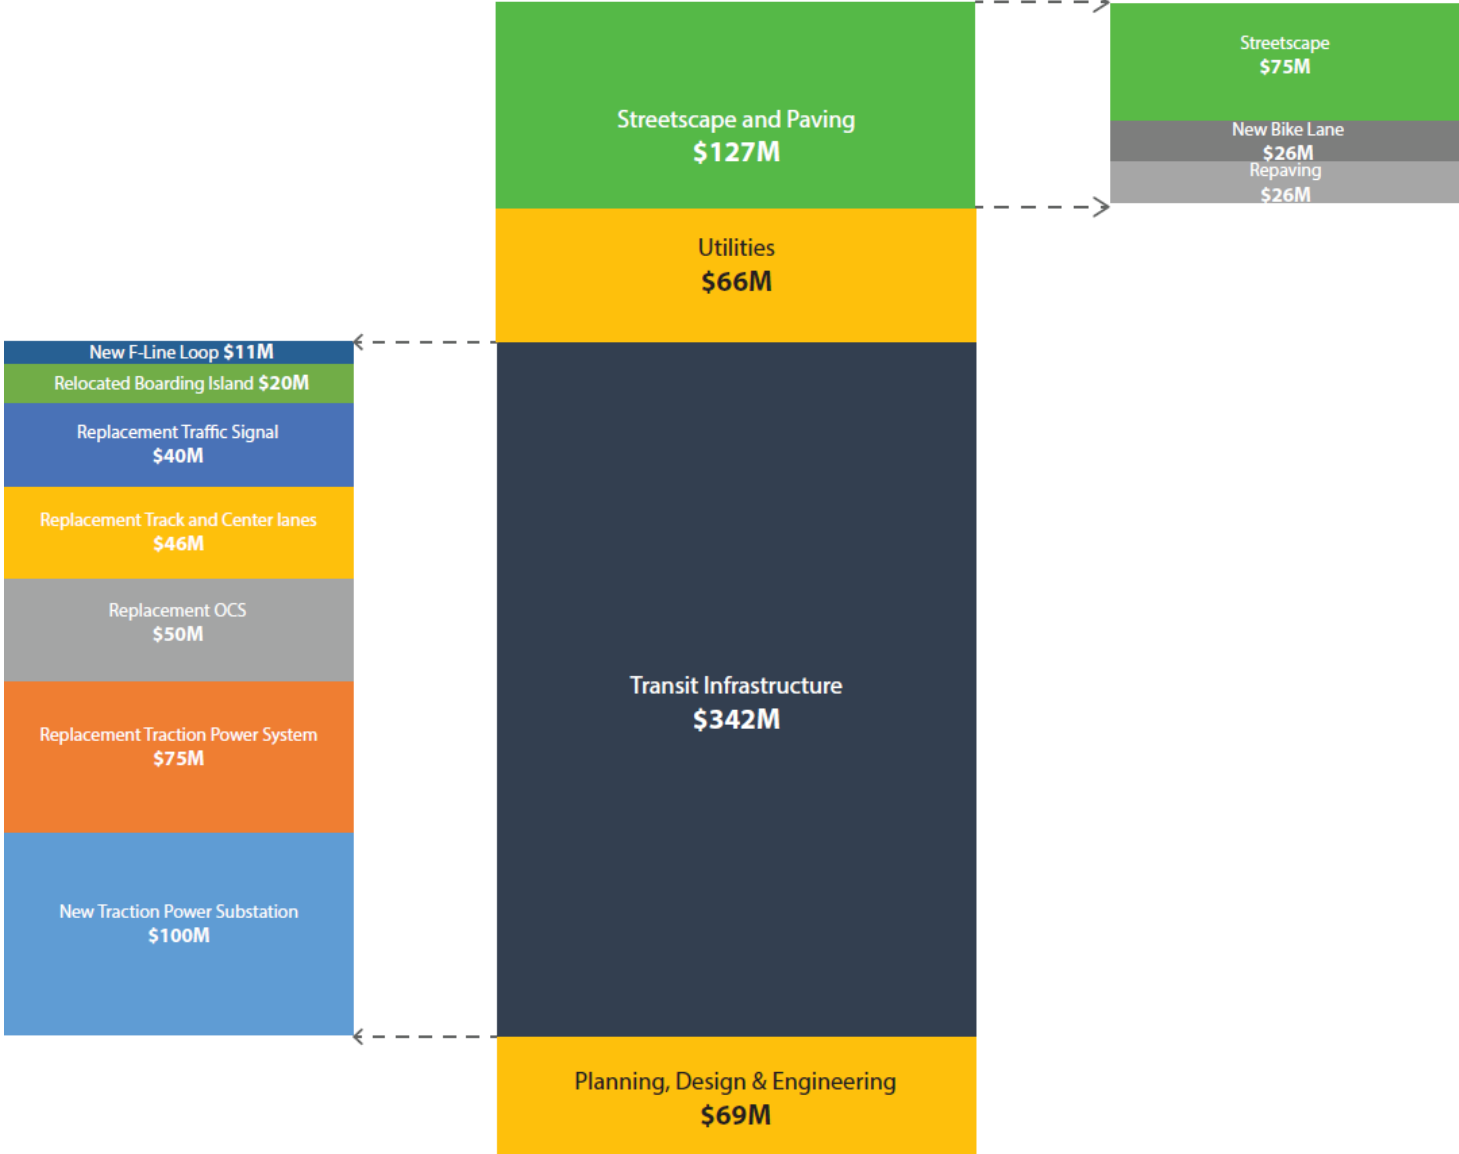 Streetscape and Paving
$127M
Utilities
$66M
Transit Infrastructure
$342M
Planning, Design & Engineering
$69M
New F-Line Loop $11M
Relocated Boarding Island $20M
Replacement Traffic Signal
$40M
Replacement Track and Center lanes
$46M
Replacement OCS
$50M
Replacement Traction Power System
$75M
New Traction Power Substation
$100M
Streetscape
$75M
New Bike Lane
$26M
Repaving
$26M